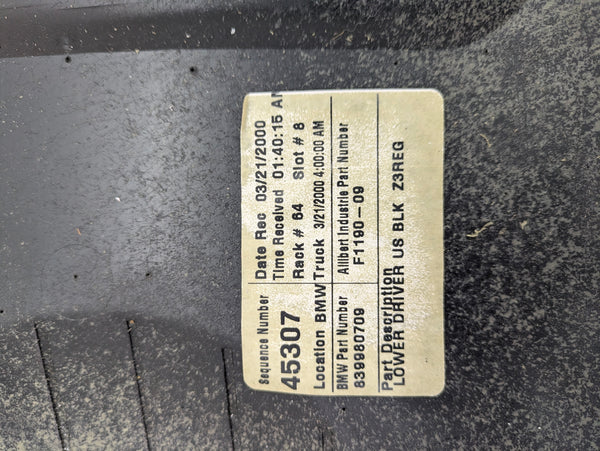 Sequence Number Date Rec 03/21/2000
45307 Time Received 01:40:15 AM
Rack # 64 Slot # 8
Location BMW Truck 3/21/2000 4:00:00 AM
BMW Part Number Allibert Industrie Part Number
839980709 F1190-09
Part Description
LOWER DRIVER US BLK Z3REG